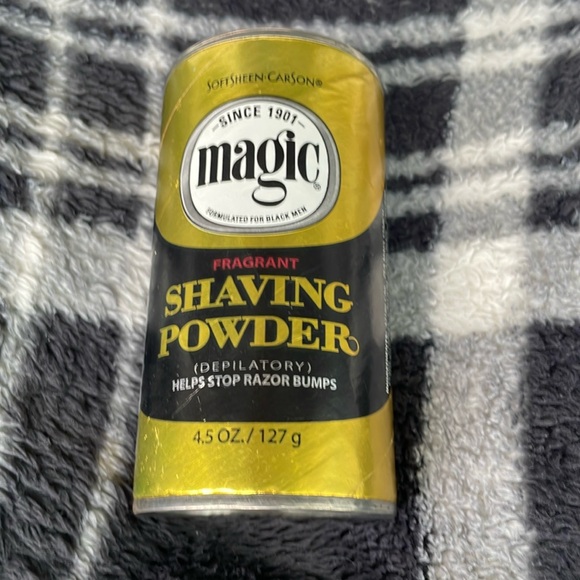 SOFTSHEEN·CARSON®
SINCE 1901
magic®
FORMULATED FOR BLACK MEN
FRAGRANT
SHAVING
POWDER
(DEPILATORY)
HELPS STOP RAZOR BUMPS
4.5 OZ./127 g